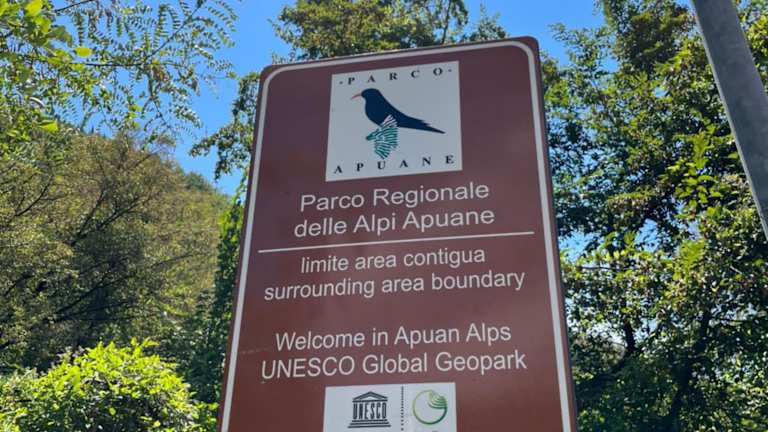 · PARCO ·
APUANE
Parco Regionale
delle Alpi Apuane
limite area contigua
surrounding area boundary
Welcome in Apuan Alps
UNESCO Global Geopark
UNESCO